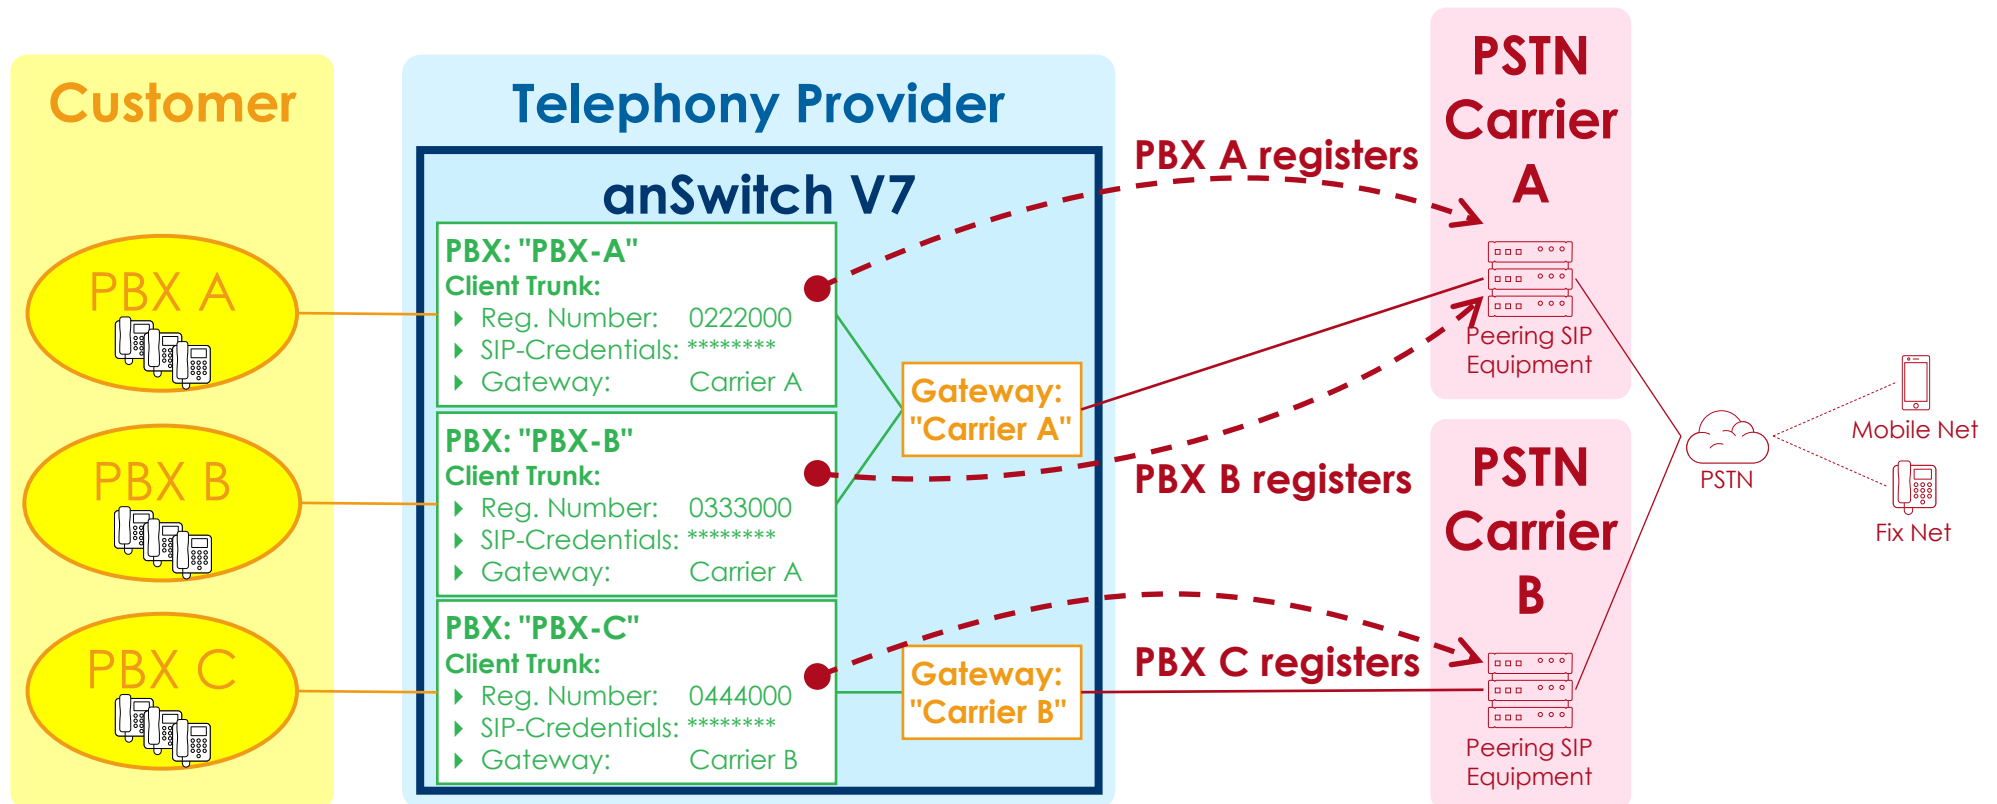 Customer
PBX A
PBX B
PBX C
Telephony Provider
anSwitch V7
PBX: "PBX-A"
Client Trunk:
Reg. Number: 0222000
SIP-Credentials: ********
Gateway: Carrier A
PBX: "PBX-B"
Client Trunk:
Reg. Number: 0333000
SIP-Credentials: ********
Gateway: Carrier A
PBX: "PBX-C"
Client Trunk:
Reg. Number: 0444000
SIP-Credentials: ********
Gateway: Carrier B
Gateway:
"Carrier A"
Gateway:
"Carrier B"
PBX A registers
PBX B registers
PBX C registers
PSTN
Carrier
A
Peering SIP
Equipment
PSTN
Carrier
B
Peering SIP
Equipment
PSTN
Mobile Net
Fix Net